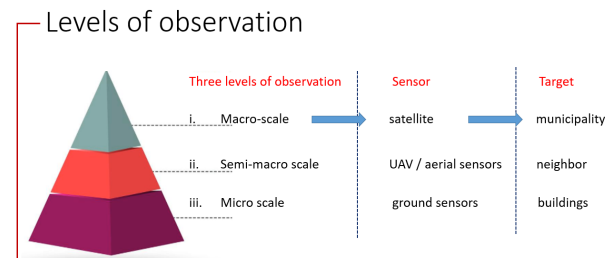 Levels of observation
Three levels of observation Sensor Target
i. Macro-scale satellite municipality
ii. Semi-macro scale UAV / aerial sensors neighbor
iii. Micro scale ground sensors buildings